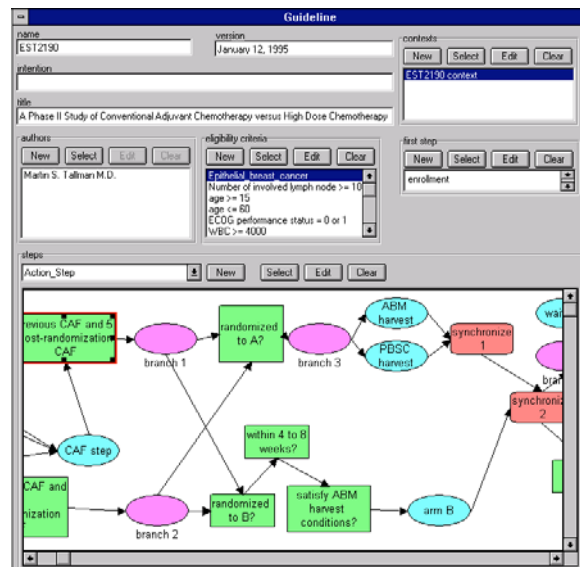 Guideline
name
version
contexts
EST2190
January 12, 1995
New Select Edit Clear
intention
EST2190 context
title
A Phase II Study of Conventional Adjuvant Chemotherapy versus High Dose Chemotherapy
authors
eligibility criteria
first step
New Select Edit Clear
New Select Edit Clear
New Select Edit Clear
Martin S. Tallman M.D.
Epithelial_breast_cancer
Number of involved lymph node >= 10
age >= 15
age <= 60
ECOG performance status = 0 or 1
WBC >= 4000
enrolment
steps
Action_Step
New Select Edit Clear
revious CAF and 5
ost-randomization
CAF
branch 1
randomized
to A?
branch 3
ABM
harvest
PBSC
harvest
synchronize
1
wai
bran
synchroniz
2
CAF step
within 4 to 8
weeks?
CAF and
nization
branch 2
randomized
to B?
satisfy ABM
harvest
conditions?
arm B